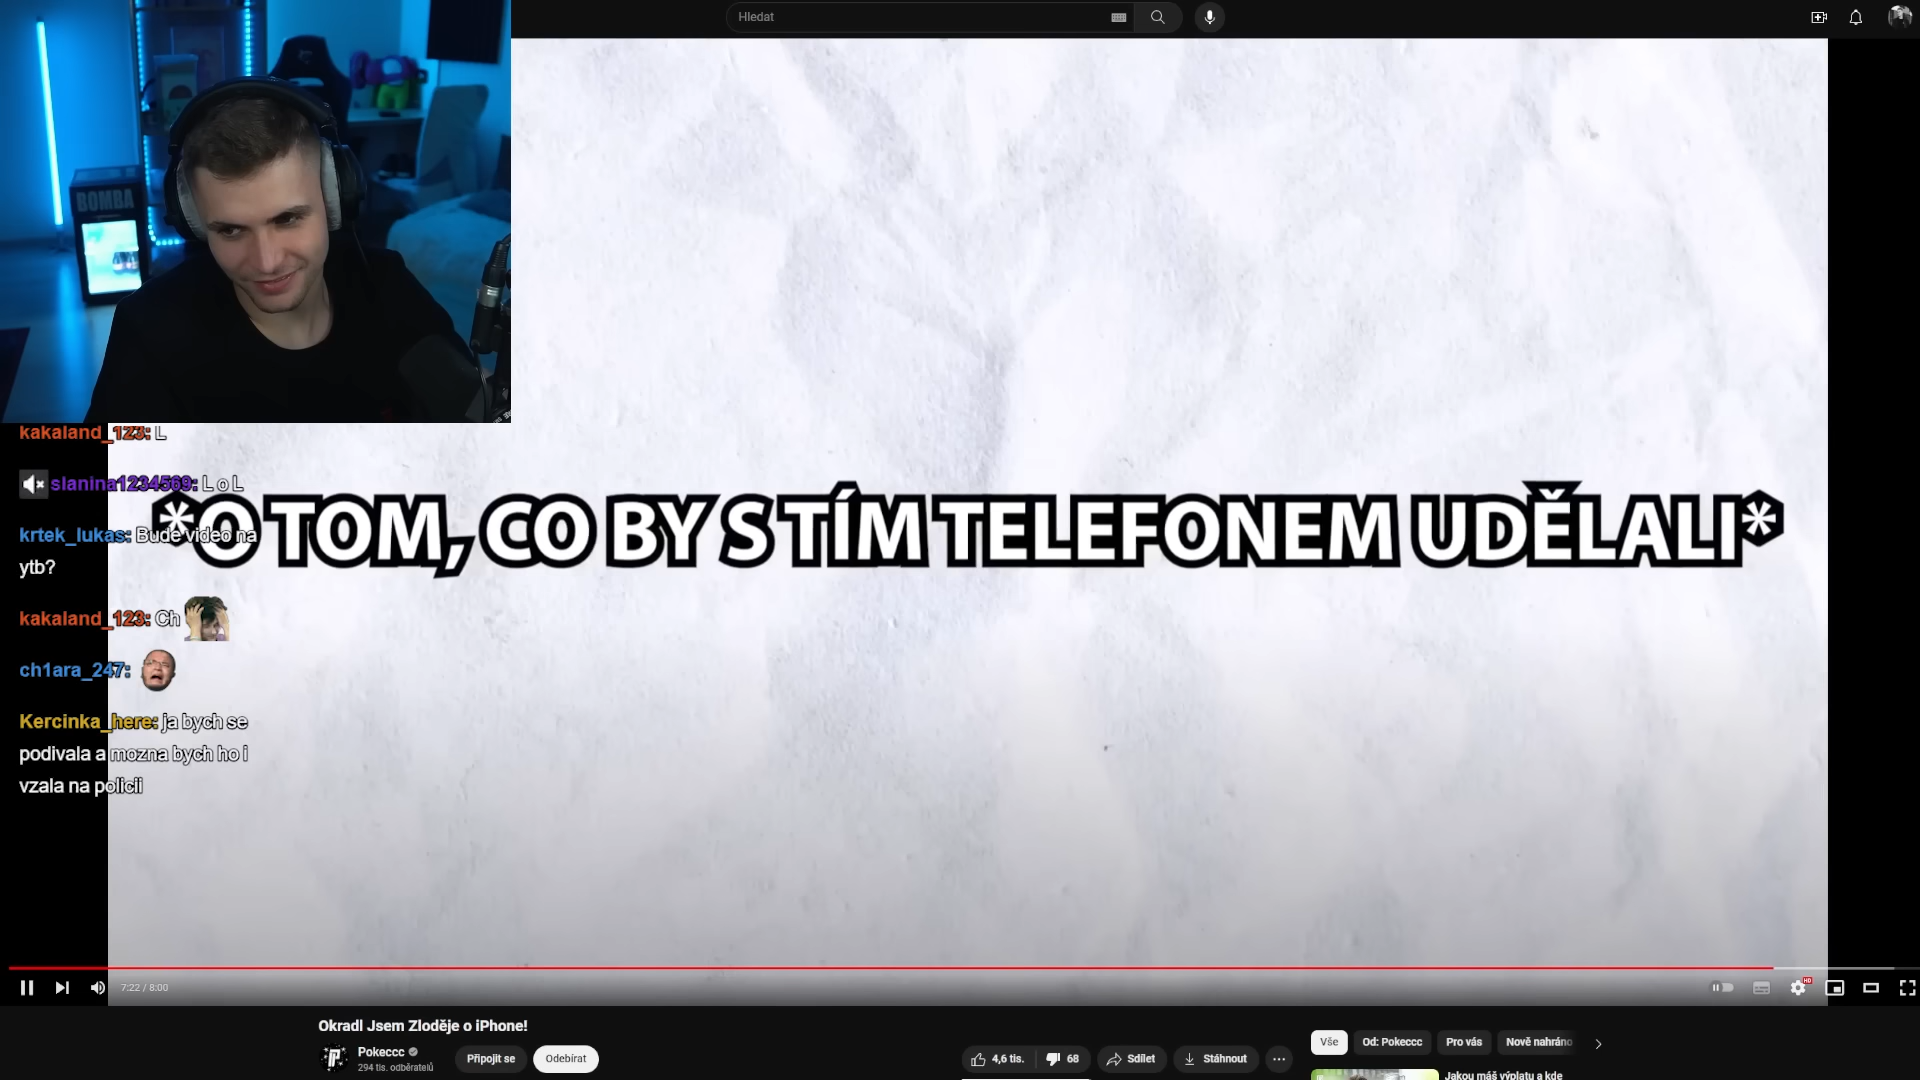 Hledat
BOMBA
kakaland_123: L
slanina1234569: L o L
krtek_lukas: Bude video na
ytb?
*O TOM, CO BY S TÍM TELEFONEM UDĚLALI*
kakaland_123: Ch
ch1ara_247:
Kercinka_here: ja bych se
podivala a mozna bych ho i
vzala na policii
7:22 / 8:00
HD
Okradl Jsem Zloděje o iPhone!
Pokeccc
294 tis. odběratelů
Připojit se
Odebírat
4,6 tis.
68
Sdílet
Stáhnout
Vše
Od: Pokeccc
Pro vás
Nově nahráno
Jakou máš výplatu a kde